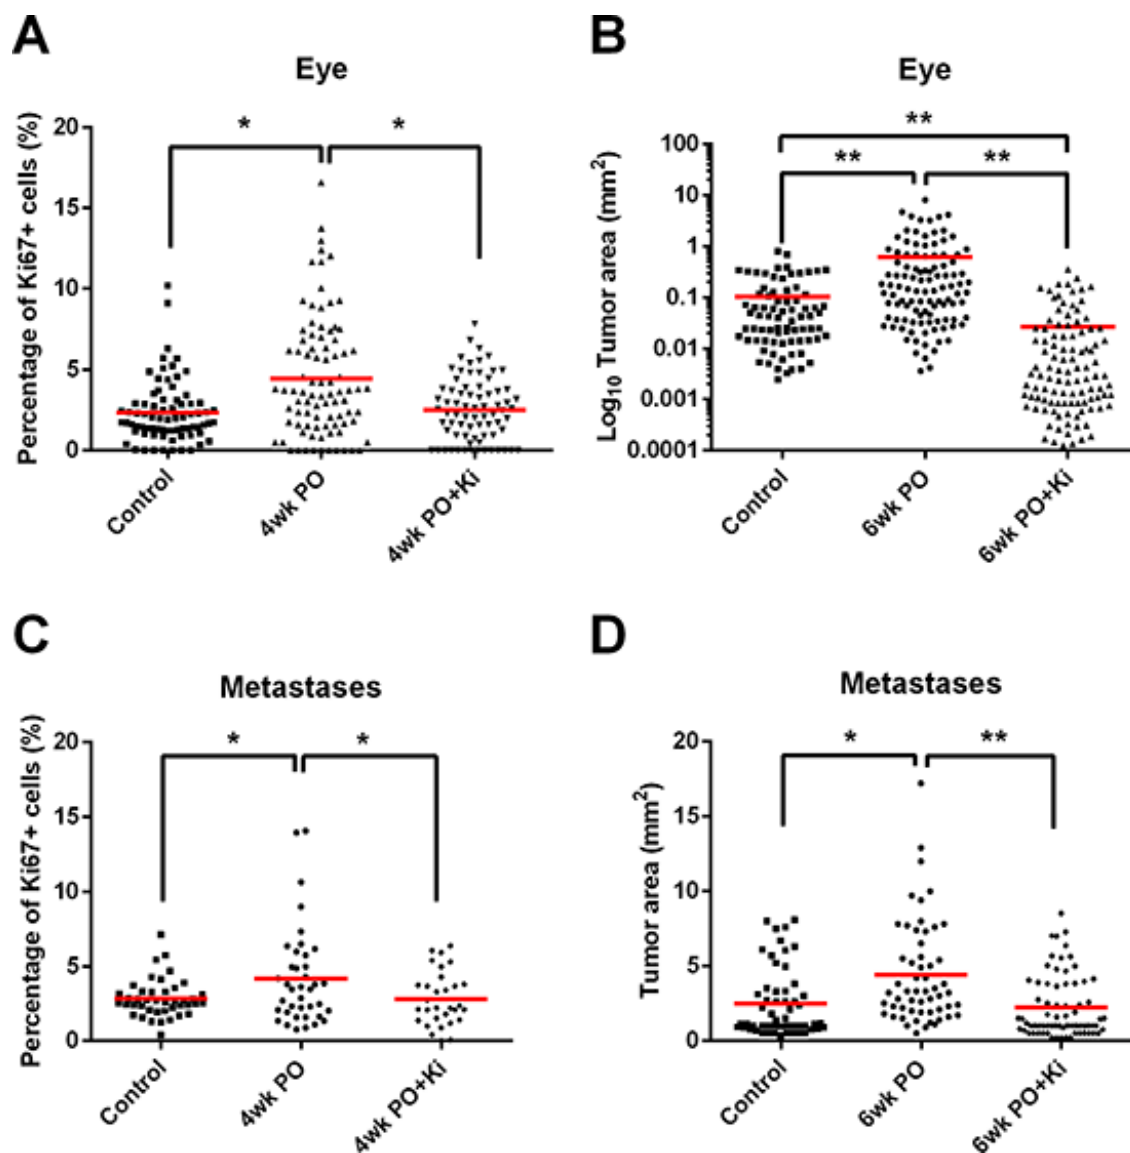 A
Eye
Percentage of Ki67+ cells (%)
20
15
10
5
0
*
*
Control
4wk PO
4wk PO+Ki
B
Eye
Log10 Tumor area (mm2)
100
10
1
0.1
0.01
0.001
0.0001
**
**
**
Control
6wk PO
6wk PO+Ki
C
Metastases
Percentage of Ki67+ cells (%)
20
15
10
5
0
*
*
Control
4wk PO
4wk PO+Ki
D
Metastases
Tumor area (mm2)
20
15
10
5
0
*
**
Control
6wk PO
6wk PO+Ki